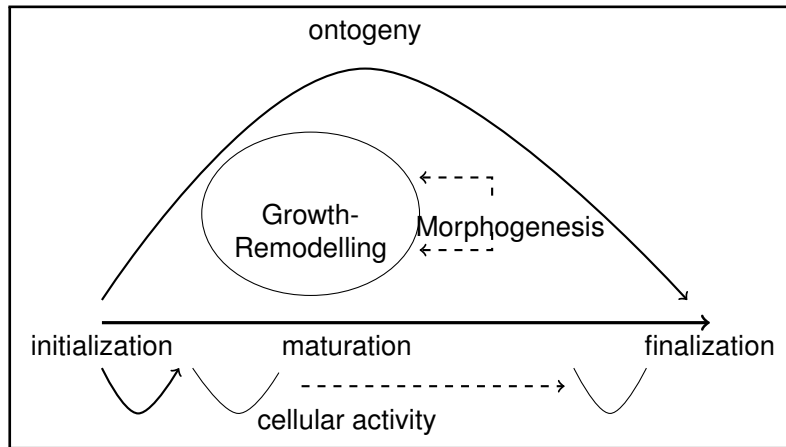 ontogeny
Growth-
Remodelling
Morphogenesis
initialization
maturation
finalization
cellular activity